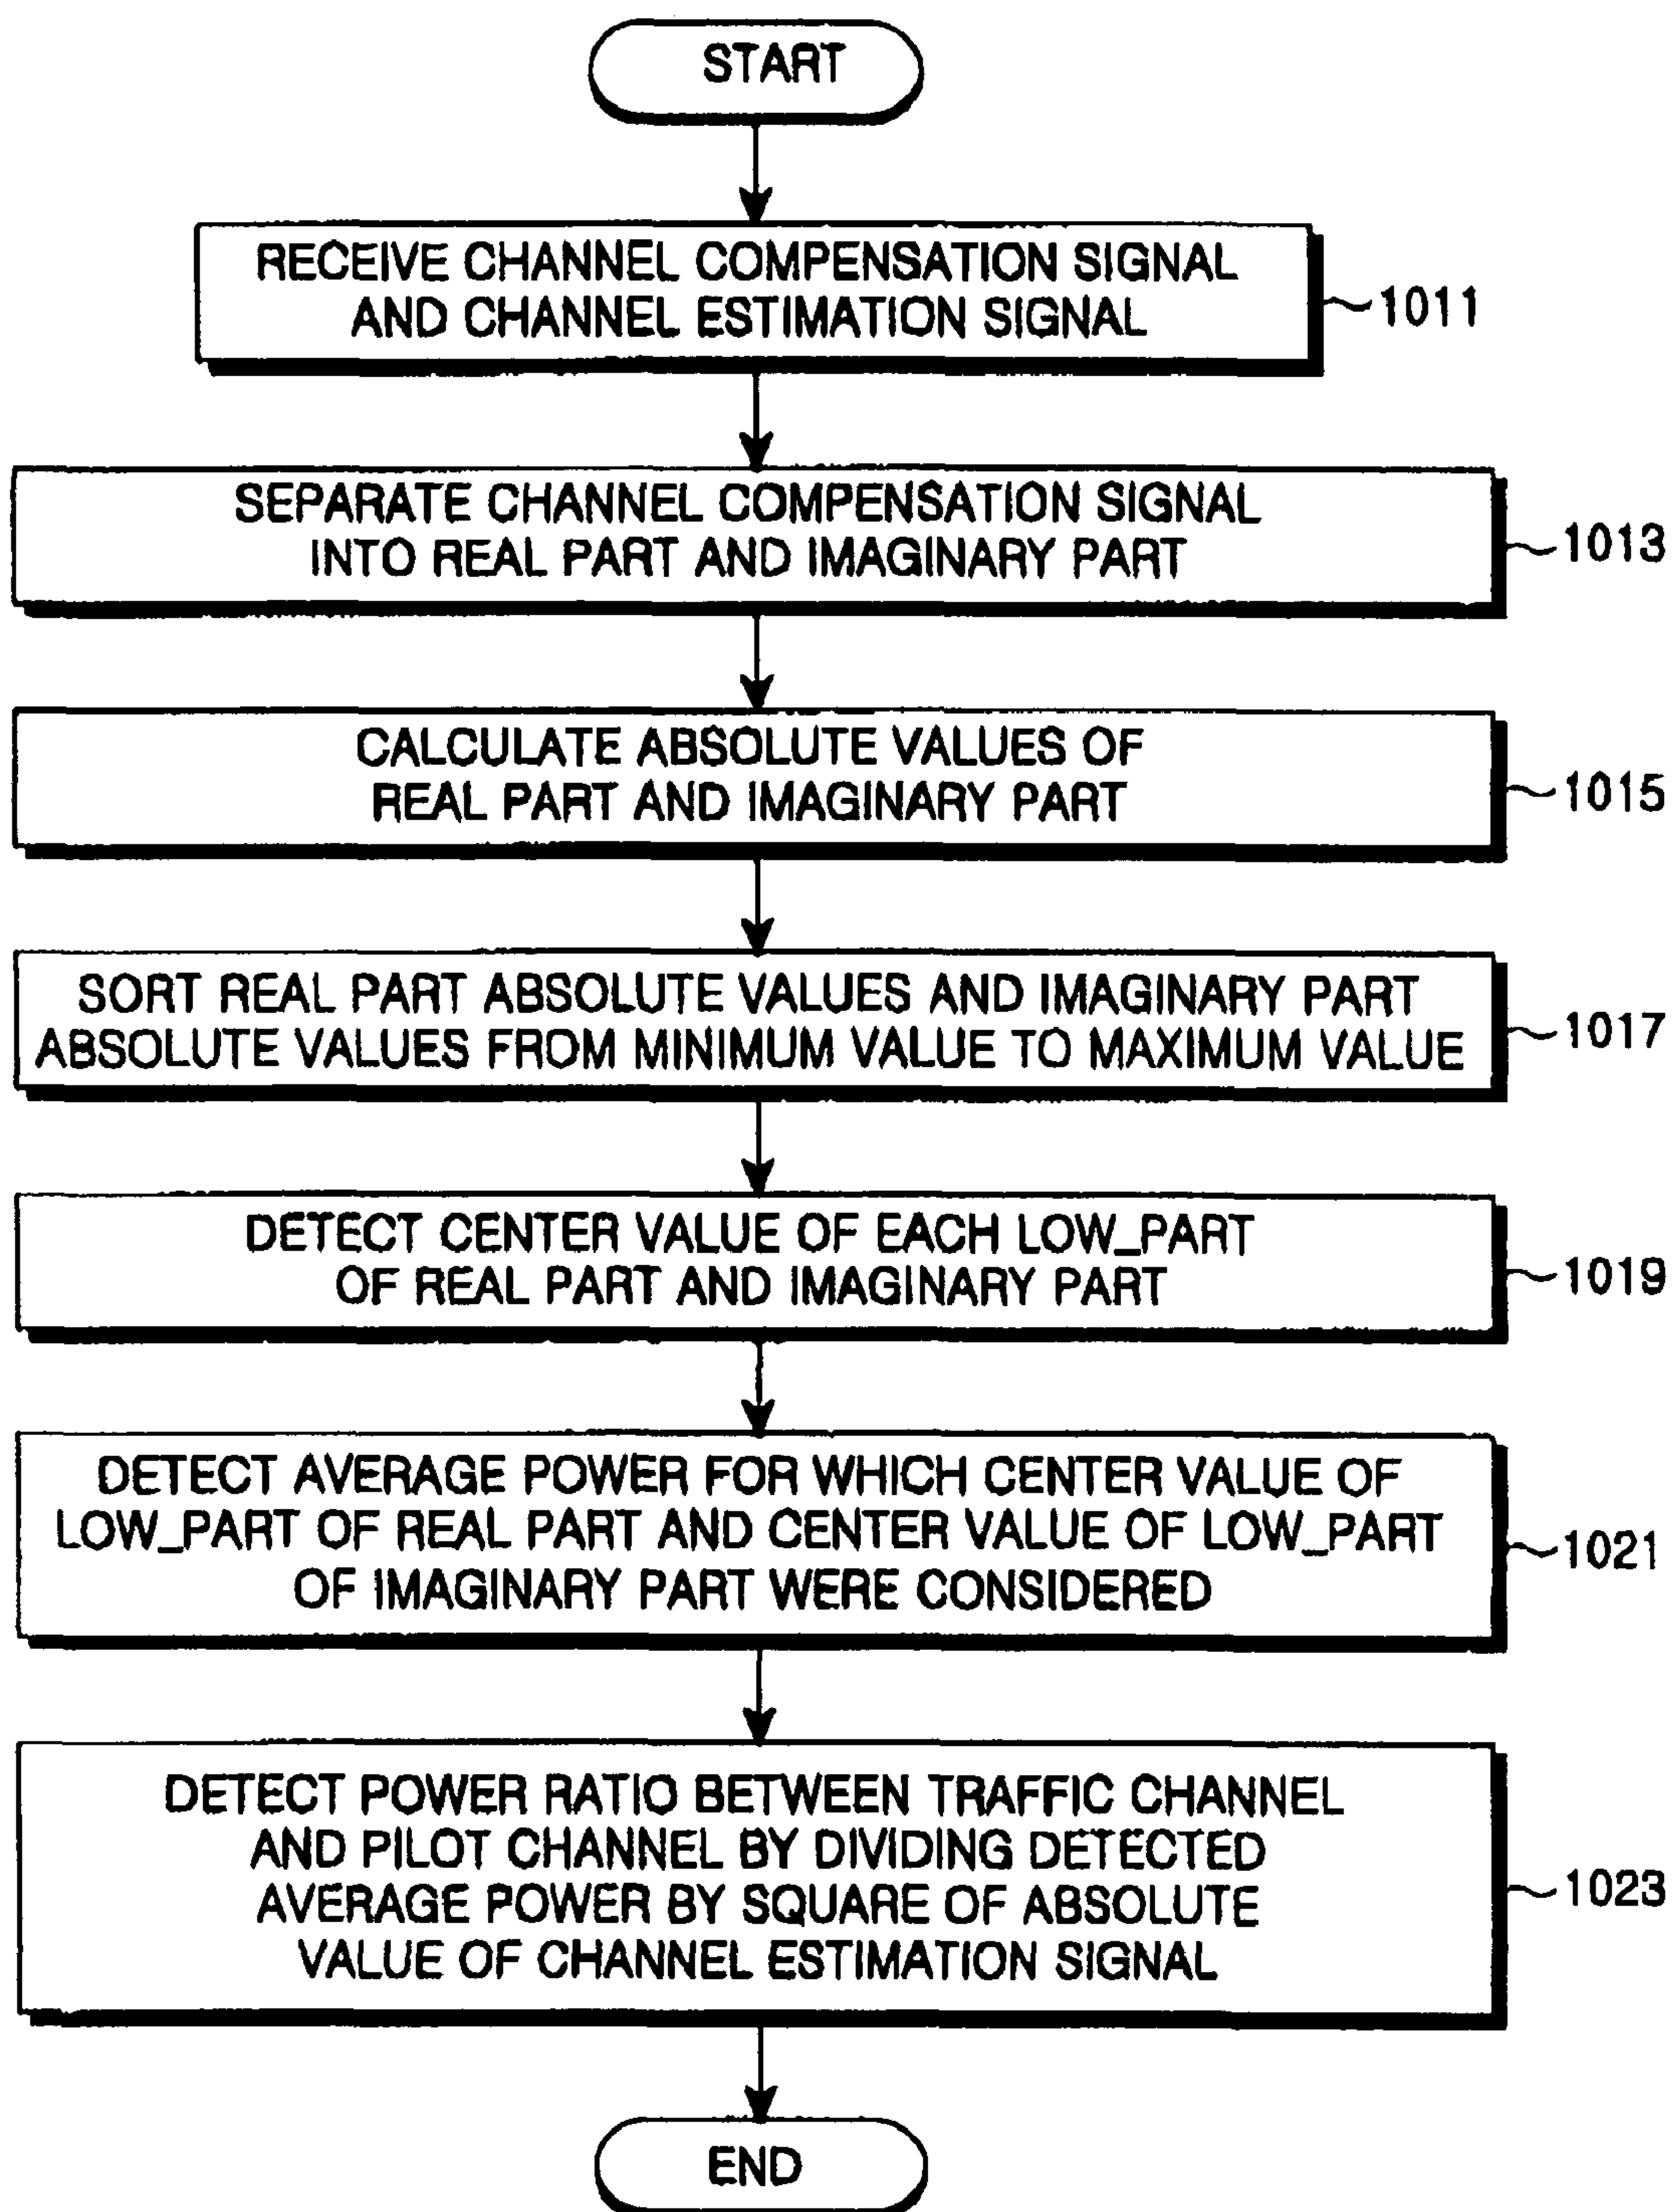 START
RECEIVE CHANNEL COMPENSATION SIGNAL
AND CHANNEL ESTIMATION SIGNAL
1011
SEPARATE CHANNEL COMPENSATION SIGNAL
INTO REAL PART AND IMAGINARY PART
1013
CALCULATE ABSOLUTE VALUES OF
REAL PART AND IMAGINARY PART
1015
SORT REAL PART ABSOLUTE VALUES AND IMAGINARY PART
ABSOLUTE VALUES FROM MINIMUM VALUE TO MAXIMUM VALUE
1017
DETECT CENTER VALUE OF EACH LOW_PART
OF REAL PART AND IMAGINARY PART
1019
DETECT AVERAGE POWER FOR WHICH CENTER VALUE OF
LOW_PART OF REAL PART AND CENTER VALUE OF LOW_PART
OF IMAGINARY PART WERE CONSIDERED
1021
DETECT POWER RATIO BETWEEN TRAFFIC CHANNEL
AND PILOT CHANNEL BY DIVIDING DETECTED
AVERAGE POWER BY SQUARE OF ABSOLUTE
VALUE OF CHANNEL ESTIMATION SIGNAL
1023
END